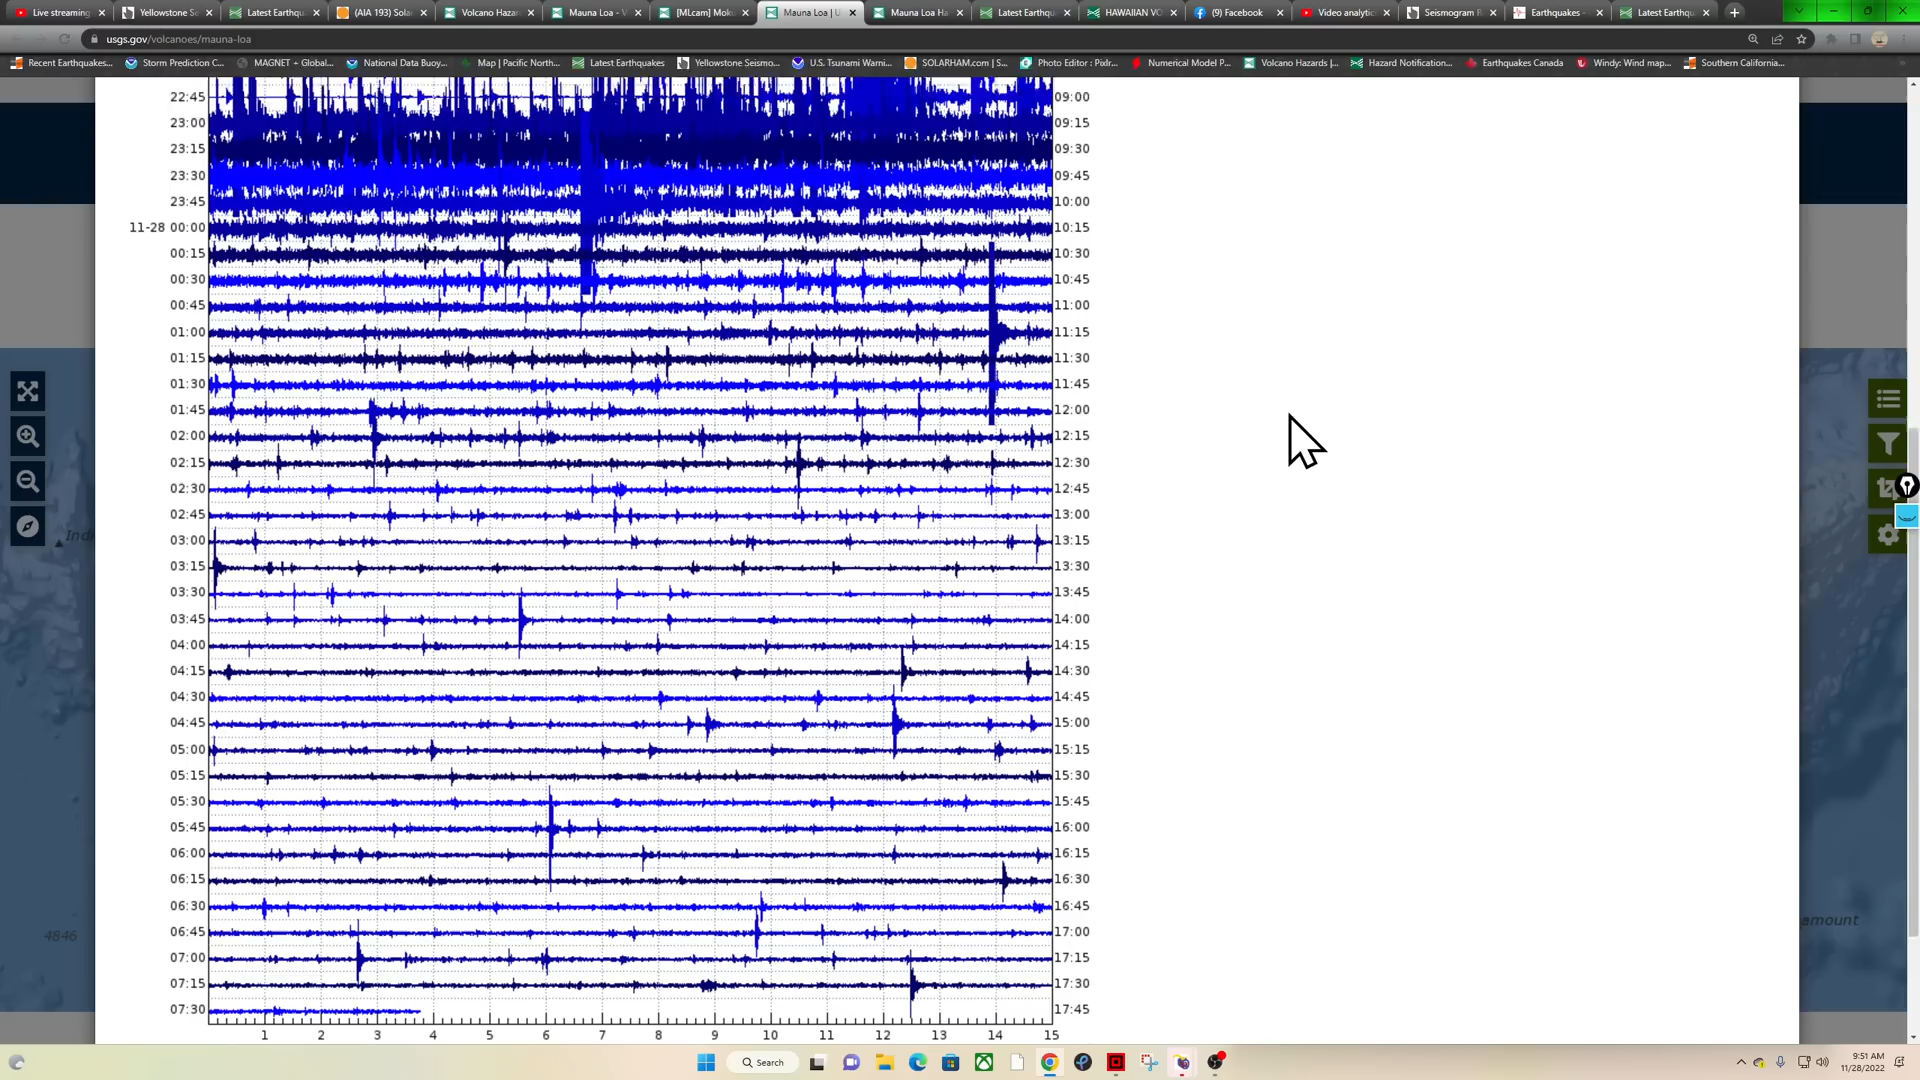 Live streaming
Yellowstone Se
Latest Earthqu
(AIA 193) Sola
Volcano Hazar
Mauna Loa - V
[MLcam] Moku
Mauna Loa | U
Mauna Loa Ha
Latest Earthqu
HAWAIIAN VO
(9) Facebook
Video analytic
Seismogram R
Earthquakes -
Latest Earthqu
usgs.gov/volcanoes/mauna-loa
Recent Earthquakes...
Storm Prediction C...
MAGNET + Global...
National Data Buoy...
Map | Pacific North...
Latest Earthquakes
Yellowstone Seismo...
U.S. Tsunami Warni...
SOLARHAM.com | S...
Photo Editor : Pixlr...
Numerical Model P...
Volcano Hazards |...
Hazard Notification...
Earthquakes Canada
Windy: Wind map...
Southern California...
22:45 09:00
23:00 09:15
23:15 09:30
23:30 09:45
23:45 10:00
11-28 00:00 10:15
00:15 10:30
00:30 10:45
00:45 11:00
01:00 11:15
01:15 11:30
01:30 11:45
01:45 12:00
02:00 12:15
02:15 12:30
02:30 12:45
02:45 13:00
03:00 13:15
03:15 13:30
03:30 13:45
03:45 14:00
04:00 14:15
04:15 14:30
04:30 14:45
04:45 15:00
05:00 15:15
05:15 15:30
05:30 15:45
05:45 16:00
06:00 16:15
06:15 16:30
06:30 16:45
06:45 17:00
07:00 17:15
07:15 17:30
07:30 17:45
1 2 3 4 5 6 7 8 9 10 11 12 13 14 15
Indi
4846
amount
Search
9:51 AM
11/28/2022